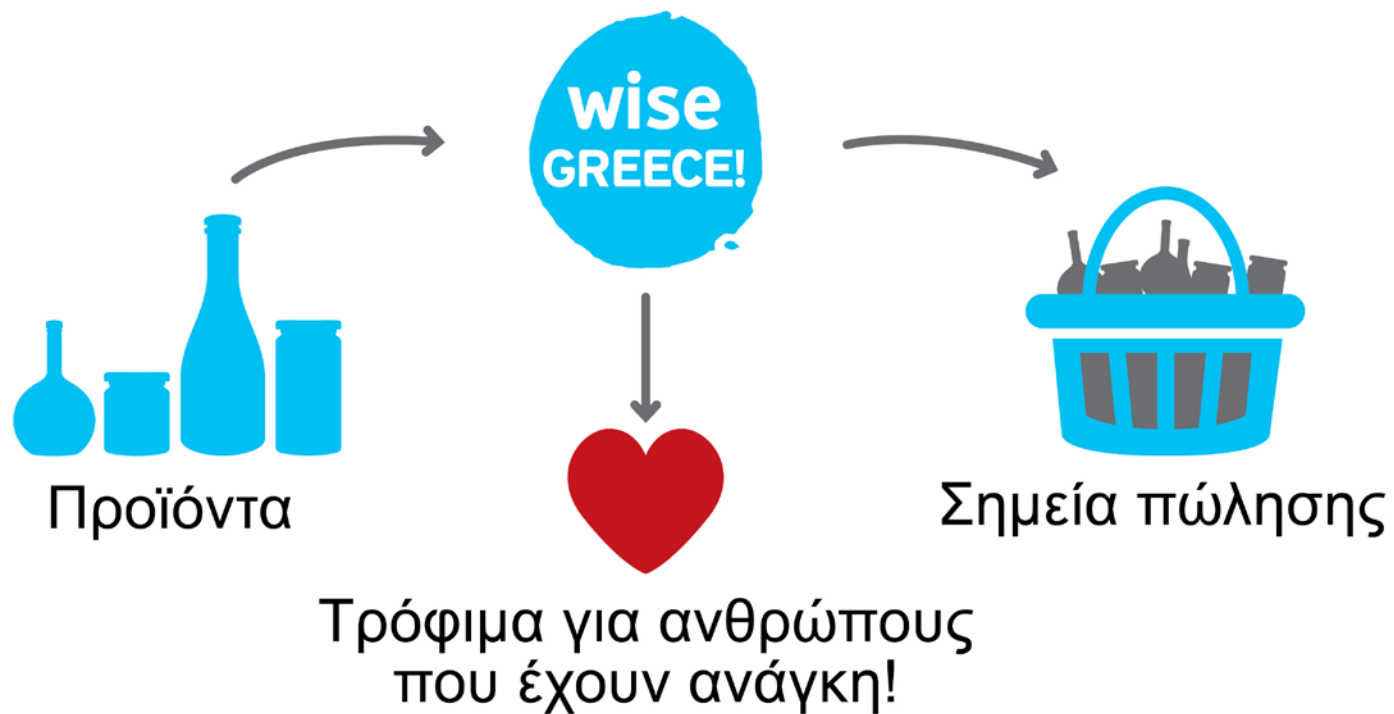 wise
GREECE!
Προϊόντα
Σημεία πώλησης
Τρόφιμα για ανθρώπους
που έχουν ανάγκη!